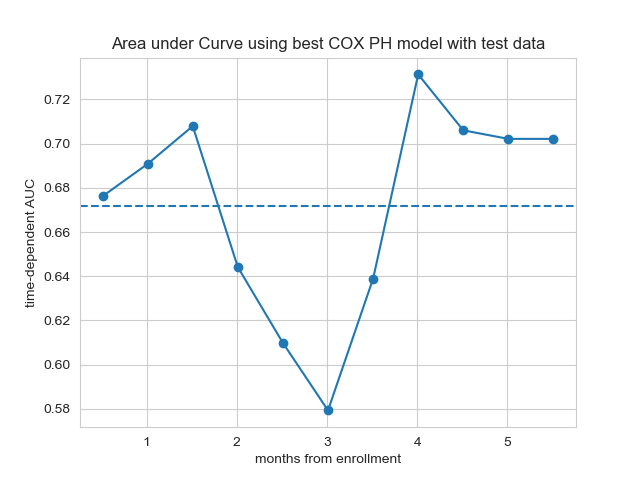 Area under Curve using best COX PH model with test data
time-dependent AUC
0.72
0.70
0.68
0.66
0.64
0.62
0.60
0.58
1 2 3 4 5
months from enrollment